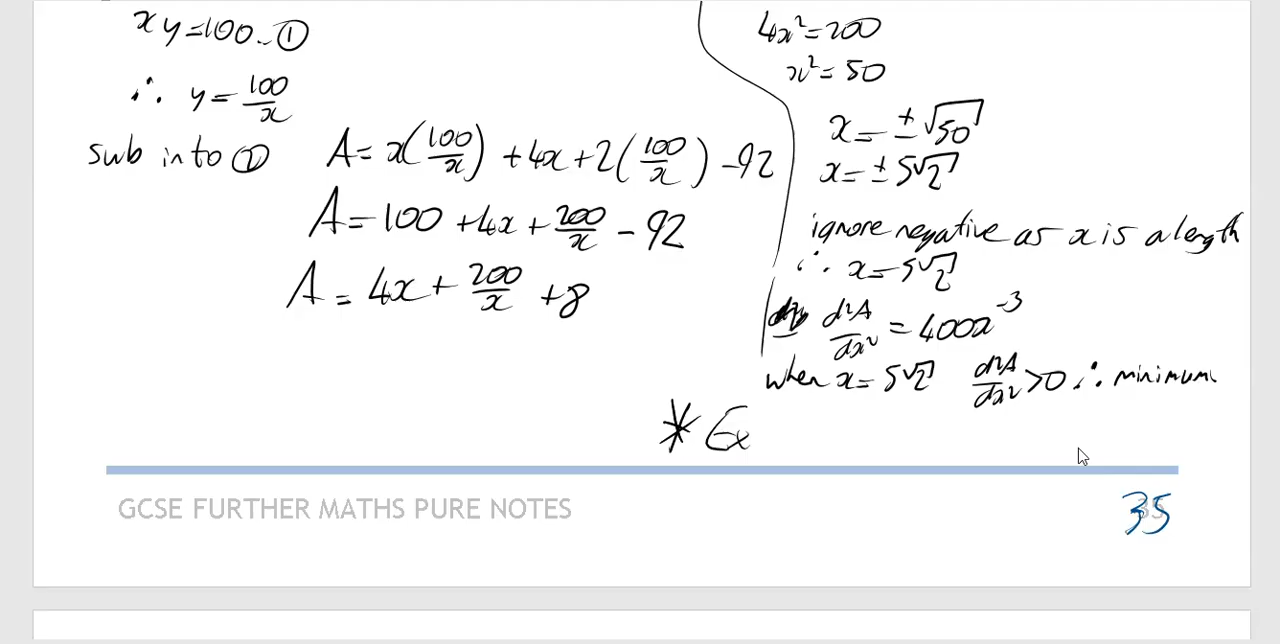 xy=100 - ①
∴ y = 100/x
sub into ① A = x(100/x) + 4x + 2(100/x) - 92
A = 100 + 4x + 200/x - 92
A = 4x + 200/x + 8
4x² = 200
x² = 50
x = ±√50
x = ±5√2
ignore negative as x is a length
∴ x = 5√2
d²A/dx² = 400x⁻³
when x = 5√2 d²A/dx² > 0 ∴ minimum
* Ex
GCSE FURTHER MATHS PURE NOTES
35